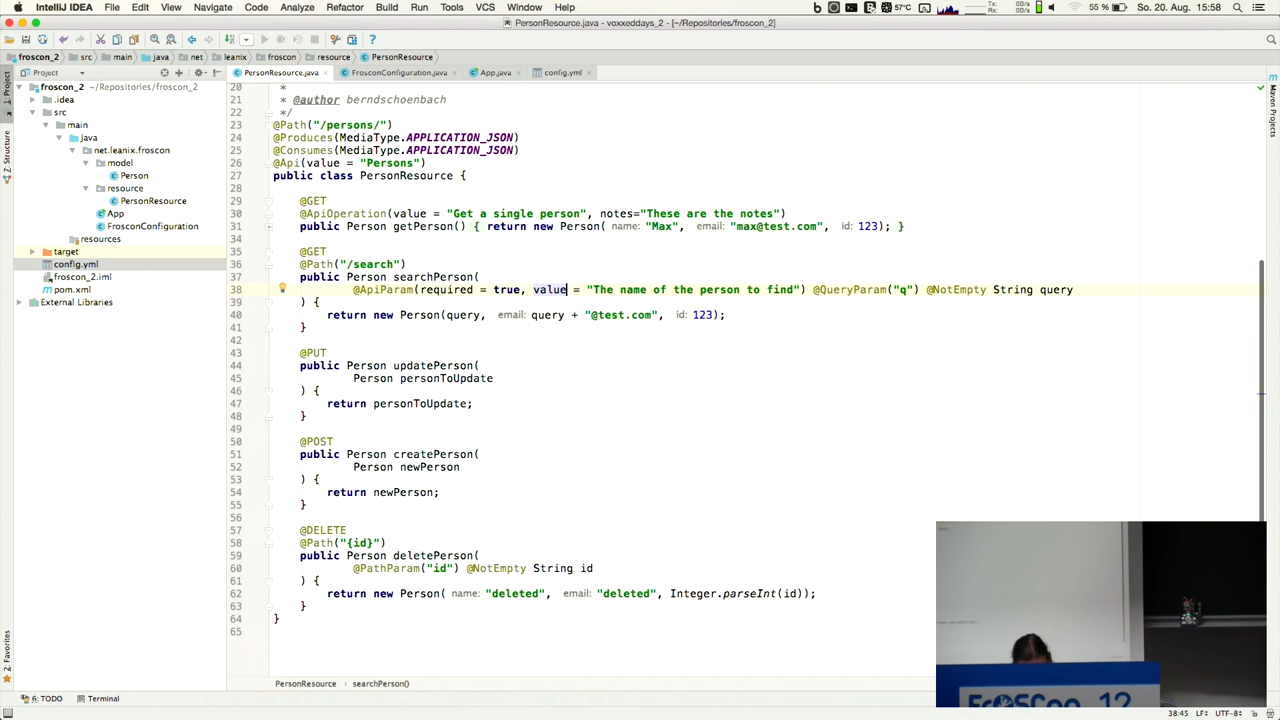 IntelliJ IDEA File Edit View Navigate Code Analyze Refactor Build Run Tools VCS Window Help 57°C 55 % So. 20. Aug. 15:58
PersonResource.java - voxxeddays_2 - [~/Repositories/froscon_2]
froscon_2 src main java net leanix froscon resource PersonResource
Project
PersonResource.java FrosconConfiguration.java App.java config.yml
1: Project
Z: Structure
2: Favorites
Maven Projects
froscon_2 ~/Repositories/froscon_2
.idea
src
main
java
net.leanix.froscon
model
Person
resource
PersonResource
App
FrosconConfiguration
resources
target
config.yml
froscon_2.iml
pom.xml
External Libraries
20 *
21 * @author berndschoenbach
22 */
23 @Path("/persons/")
24 @Produces(MediaType.APPLICATION_JSON)
25 @Consumes(MediaType.APPLICATION_JSON)
26 @Api(value = "Persons")
27 public class PersonResource {
28
29 @GET
30 @ApiOperation(value = "Get a single person", notes="These are the notes")
31 public Person getPerson() { return new Person( name: "Max", email: "max@test.com", id: 123); }
34
35 @GET
36 @Path("/search")
37 public Person searchPerson(
38 @ApiParam(required = true, value = "The name of the person to find") @QueryParam("q") @NotEmpty String query
39 ) {
40 return new Person(query, email: query + "@test.com", id: 123);
41 }
42
43 @PUT
44 public Person updatePerson(
45 Person personToUpdate
46 ) {
47 return personToUpdate;
48 }
49
50 @POST
51 public Person createPerson(
52 Person newPerson
53 ) {
54 return newPerson;
55 }
56
57 @DELETE
58 @Path("{id}")
59 public Person deletePerson(
60 @PathParam("id") @NotEmpty String id
61 ) {
62 return new Person( name: "deleted", email: "deleted", Integer.parseInt(id));
63 }
64 }
65
PersonResource searchPerson()
FrOSCon 12
6: TODO Terminal
38:45 LF÷ UTF-8÷